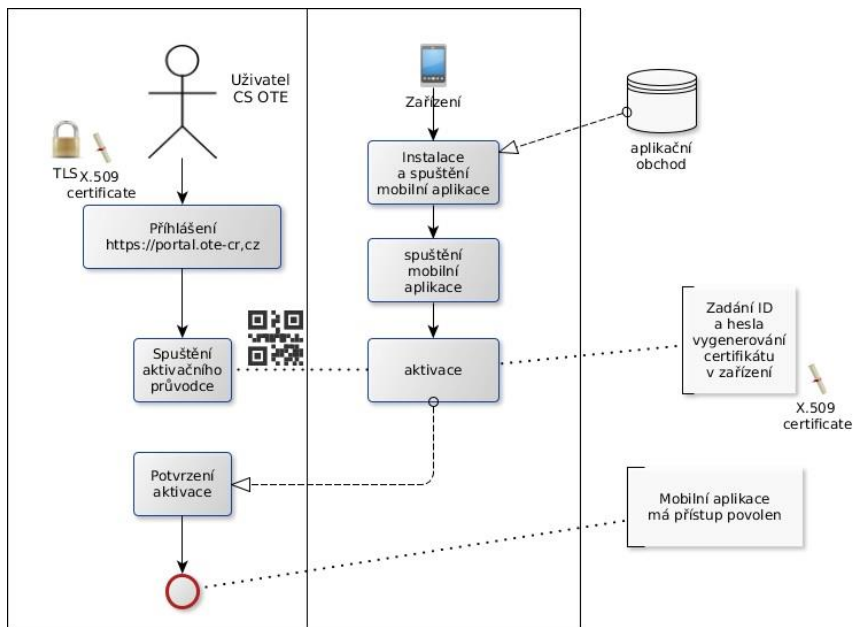 Uživatel
CS OTE
TLS
X.509
certificate
Příhlášení
https://portal.ote-cr,cz
Spuštění
aktivačního
průvodce
Potvrzení
aktivace
Zařízení
Instalace
a spuštění
mobilní aplikace
spuštění
mobilní
aplikace
aktivace
aplikační
obchod
Zadání ID
a hesla
vygenerování
certifikátu
v zařízení
X.509
certificate
Mobilní aplikace
má přístup povolen